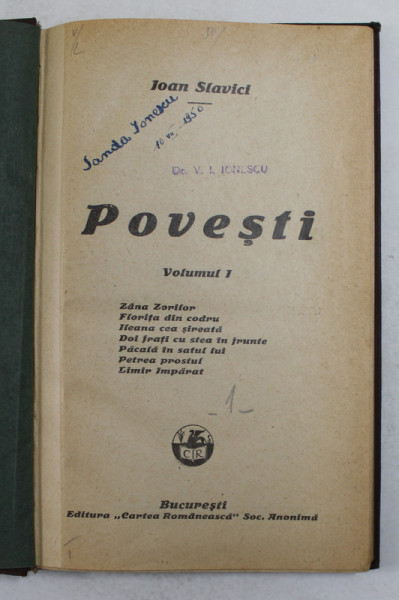 Ioan Slavici
Sanda Ionescu
10 VII 1950
Dr. V. I. IONESCU
Povești
Volumul I
Zâna Zorilor
Florița din codru
Ileana cea șireată
Doi frați cu stea în frunte
Păcală în satul lui
Petrea prostul
Limir Împărat
-1-
C R
București
Editura „Cartea Românească“ Soc. Anonimă